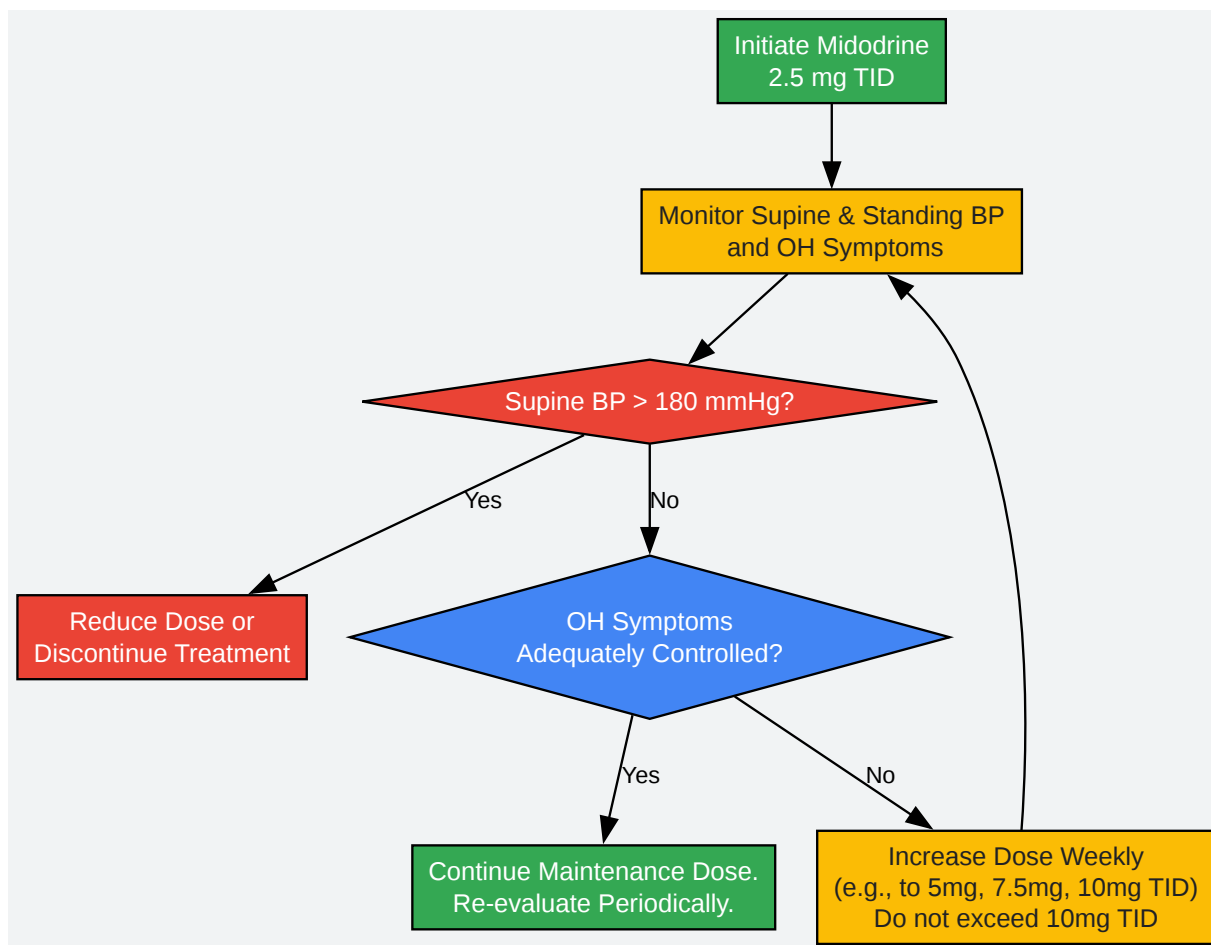 Initiate Midodrine
2.5 mg TID
Monitor Supine & Standing BP
and OH Symptoms
Supine BP > 180 mmHg?
Yes
No
Reduce Dose or
Discontinue Treatment
OH Symptoms
Adequately Controlled?
Yes
No
Continue Maintenance Dose.
Re-evaluate Periodically.
Increase Dose Weekly
(e.g., to 5mg, 7.5mg, 10mg TID)
Do not exceed 10mg TID